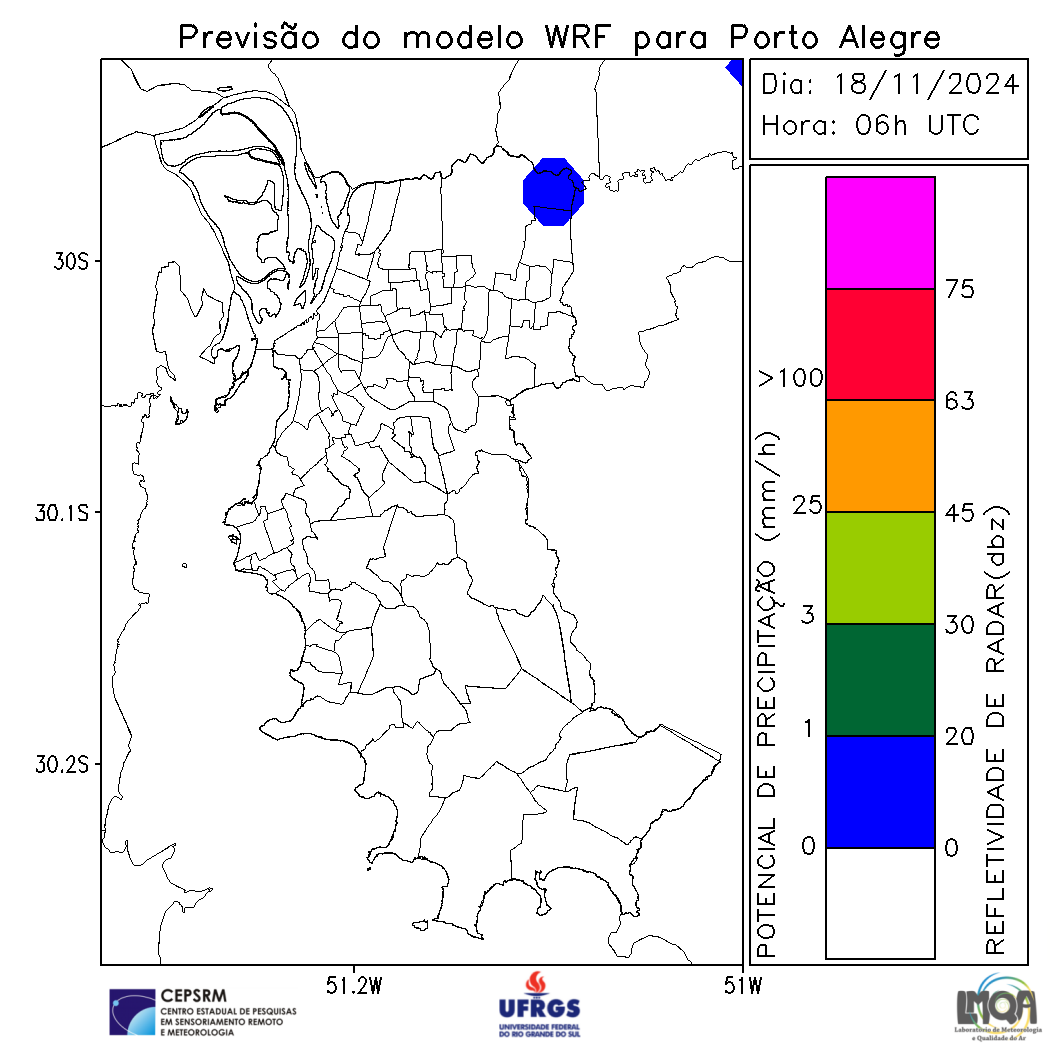 Previsão do modelo WRF para Porto Alegre
Dia: 18/11/2024
Hora: 06h UTC
30S
30.1S
30.2S
51.2W
51W
POTENCIAL DE PRECIPITAÇÃO (mm/h)
>100
25
3
1
0
75
63
45
30
20
0
REFLETIVIDADE DE RADAR(dbz)
CEPSRM
CENTRO ESTADUAL DE PESQUISAS
EM SENSORIAMENTO REMOTO
E METEOROLOGIA
UFRGS
UNIVERSIDADE FEDERAL
DO RIO GRANDE DO SUL
LMQA
Laboratório de Meteorologia
e Qualidade do Ar